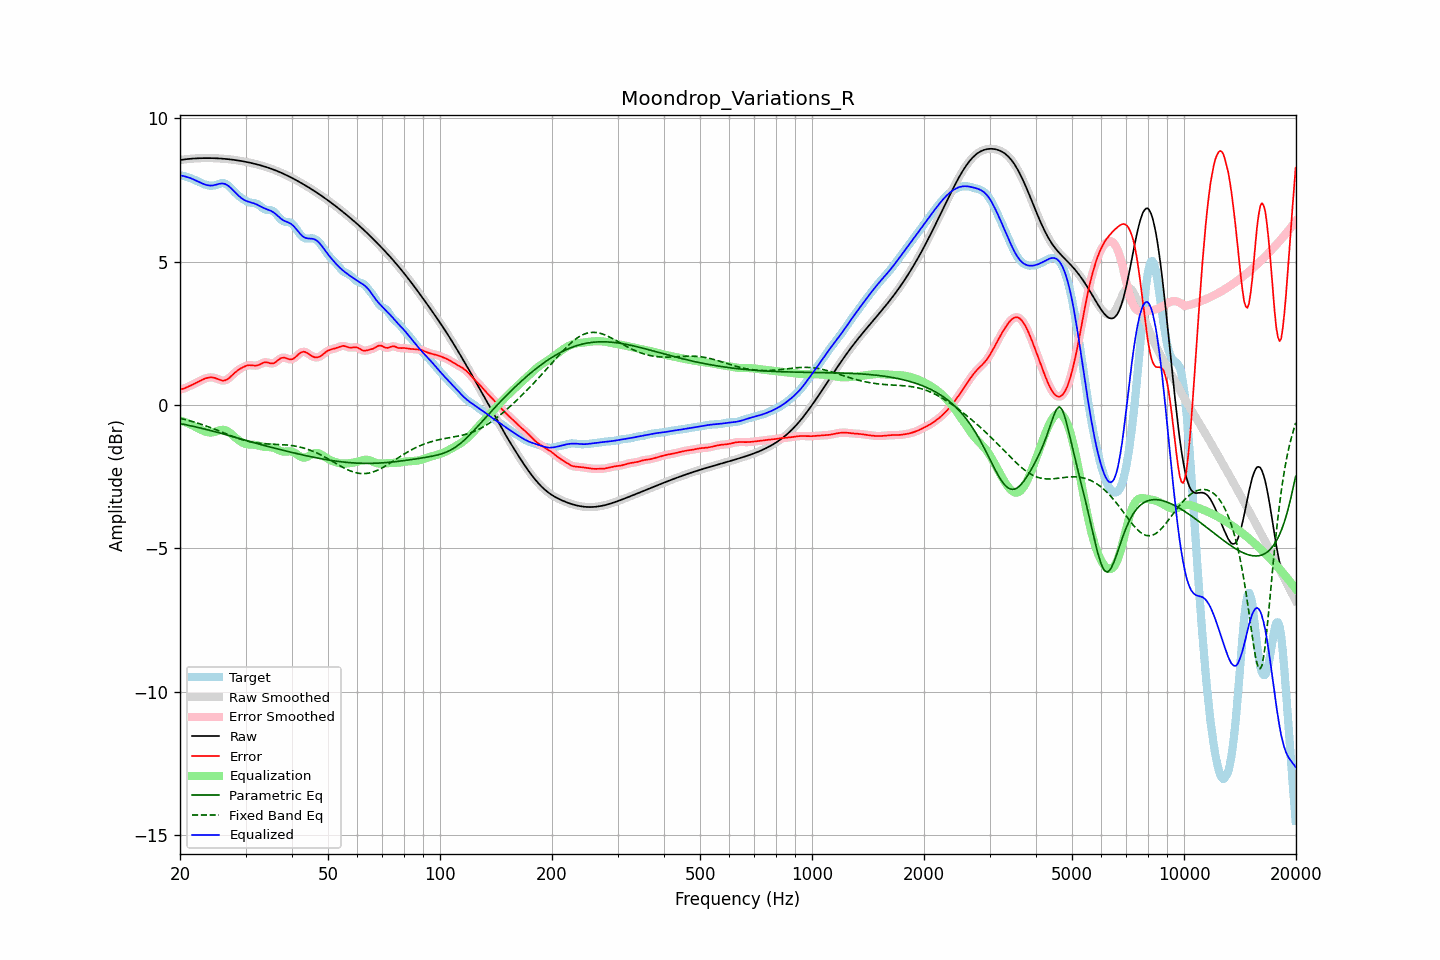 Moondrop_Variations_R
10
5
0
−5
−10
−15
Amplitude (dBr)
Target
Raw Smoothed
Error Smoothed
Raw
Error
Equalization
Parametric Eq
Fixed Band Eq
Equalized
20 50 100 200 500 1000 2000 5000 10000 20000
Frequency (Hz)